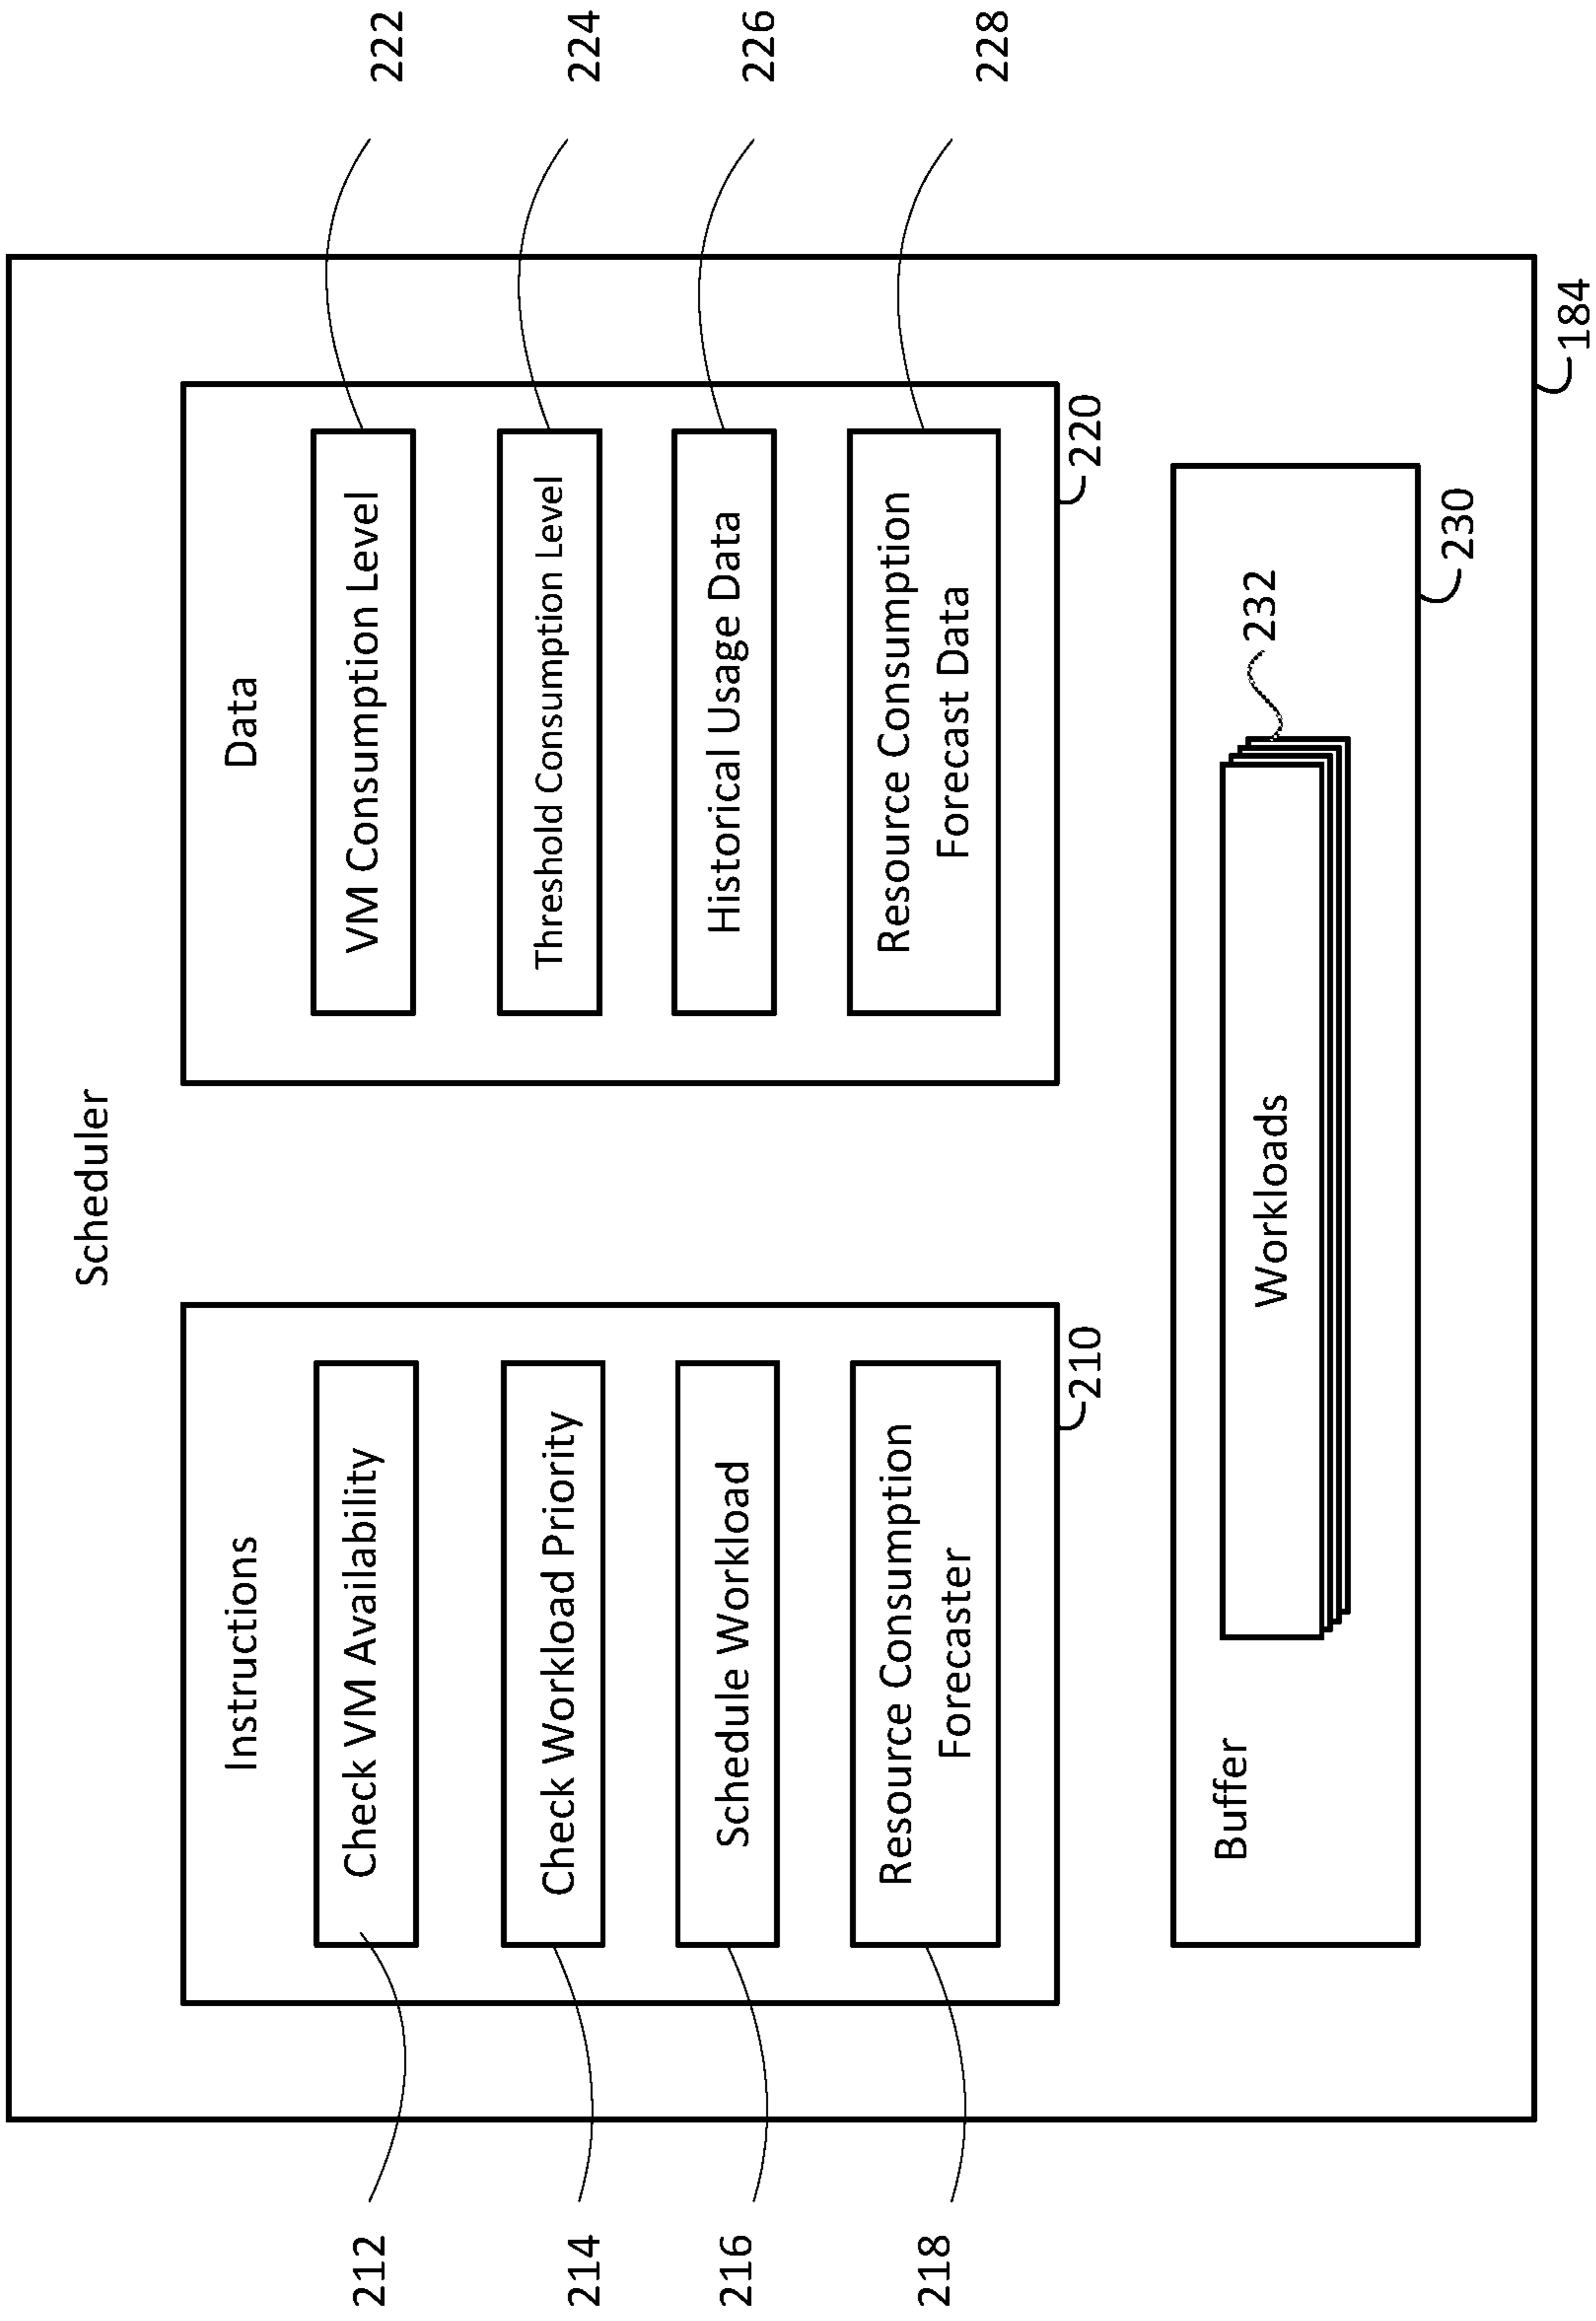 Scheduler
Instructions
212
Check VM Availability
214
Check Workload Priority
216
Schedule Workload
218
Resource Consumption
Forecaster
210
Data
VM Consumption Level
222
Threshold Consumption Level
224
Historical Usage Data
226
Resource Consumption
Forecast Data
228
220
Buffer
Workloads
232
230
184